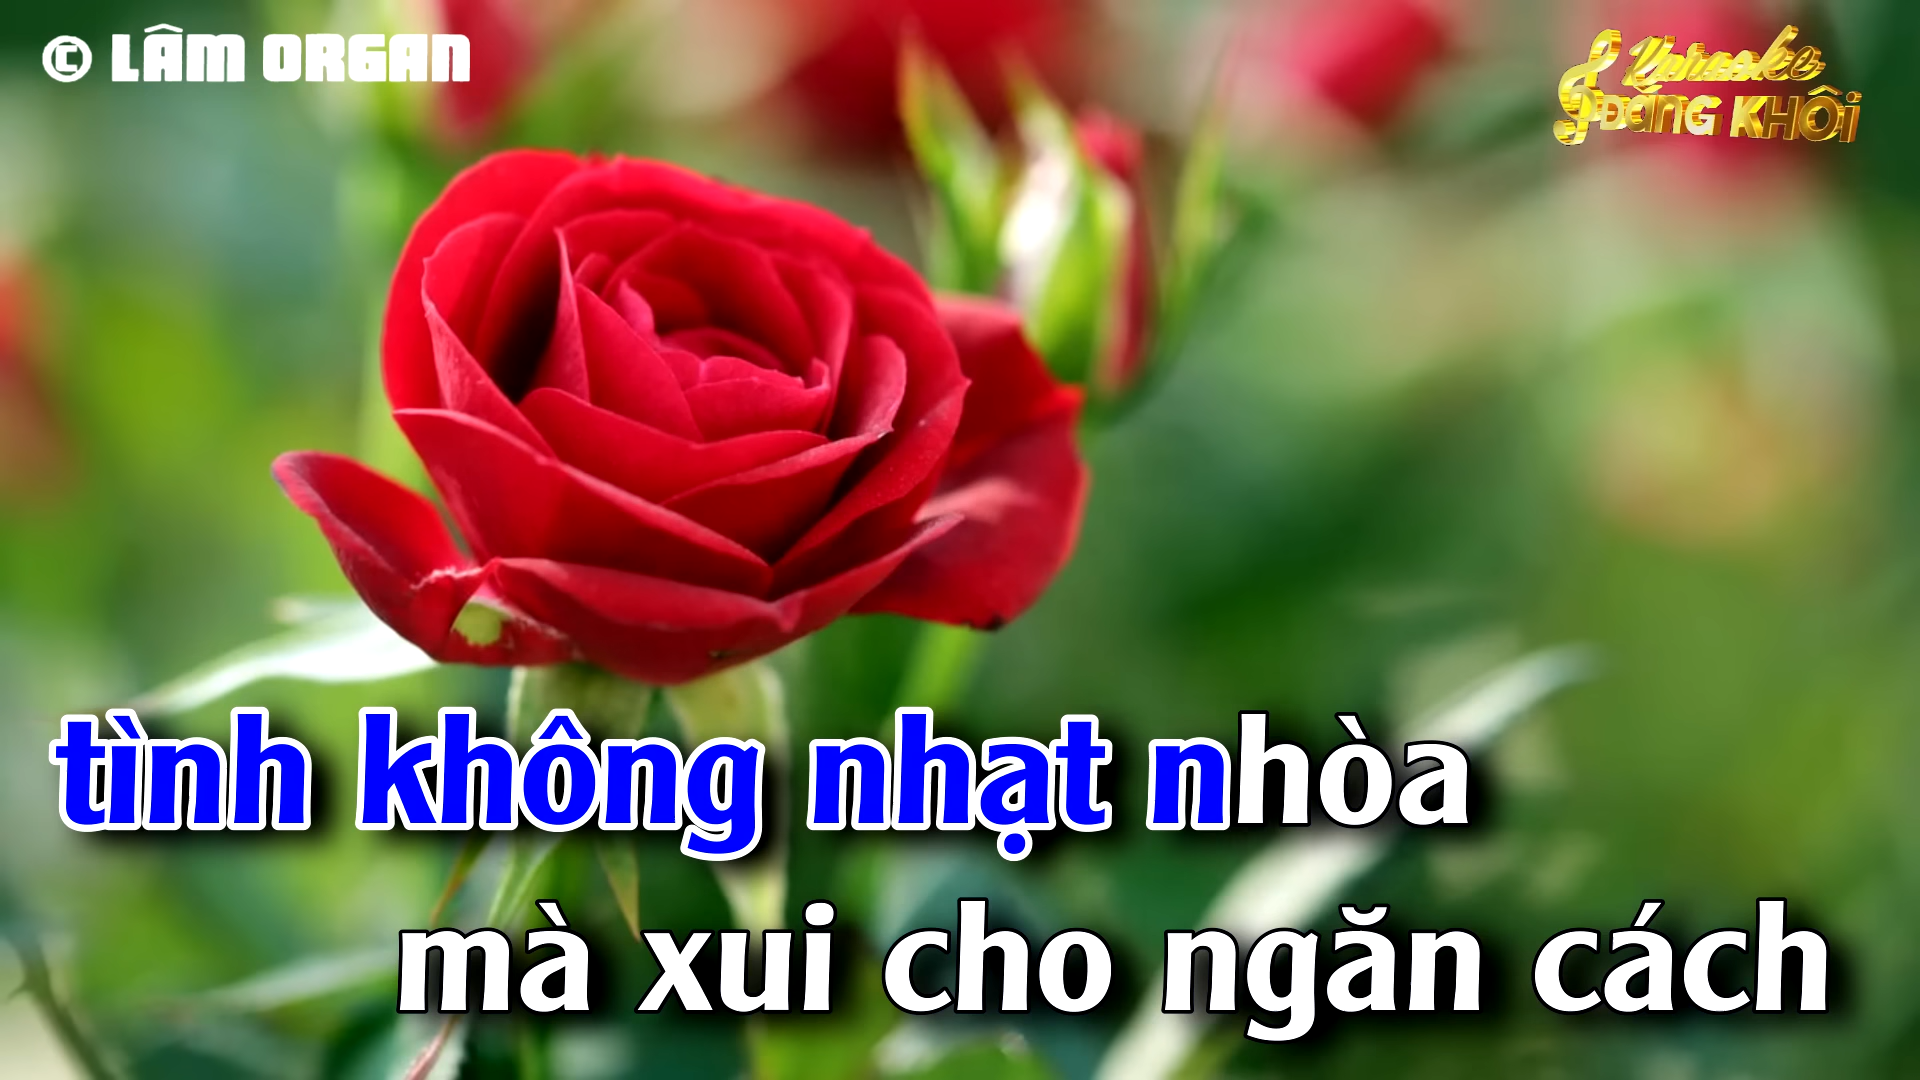 © LÂM ORGAN
Karaoke
ĐĂNG KHÔI
tình không nhạt nhòa
mà xui cho ngăn cách